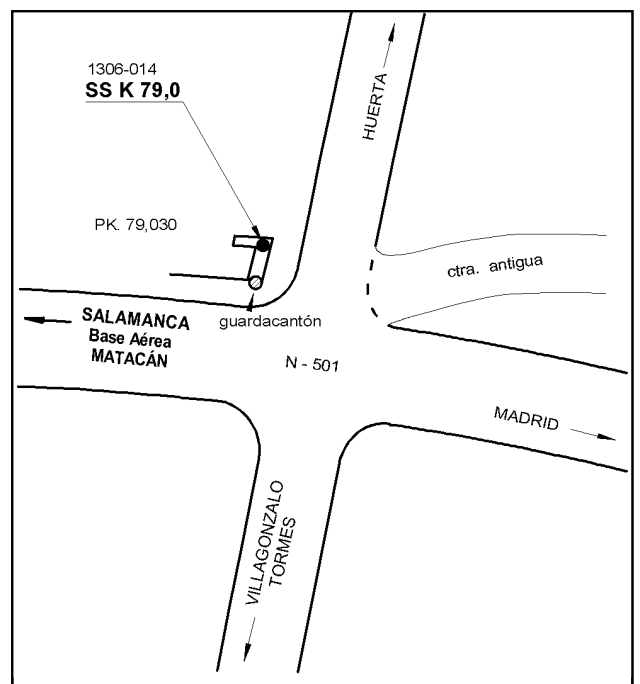 1306-014
SS K 79,0
HUERTA
PK. 79,030
ctra. antigua
SALAMANCA
Base Aérea
MATACÁN
guardacantón
N - 501
MADRID
VILLAGONZALO
TORMES